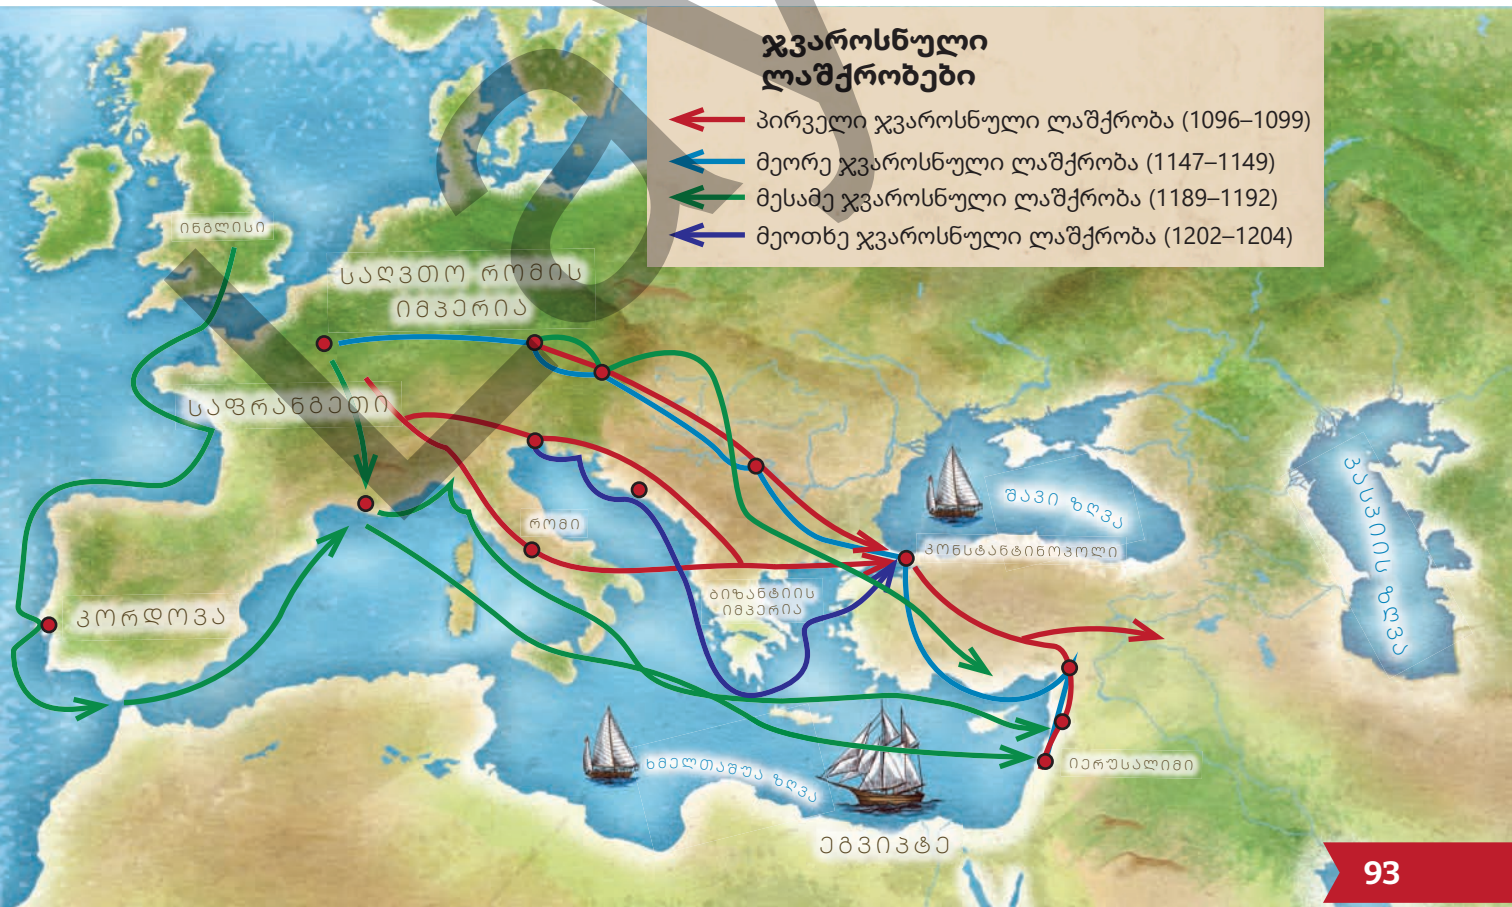 ჯვაროსნული
ლაშქრობები
პირველი ჯვაროსნული ლაშქრობა (1096–1099)
მეორე ჯვაროსნული ლაშქრობა (1147–1149)
მესამე ჯვაროსნული ლაშქრობა (1189–1192)
მეოთხე ჯვაროსნული ლაშქრობა (1202–1204)
ინგლისი
საღვთო რომის
იმპერია
საფრანგეთი
რომი
შავი ზღვა
კონსტანტინოპოლი
კასპიის ზღვა
ბიზანტიის
იმპერია
კორდოვა
ხმელთაშუა ზღვა
იერუსალიმი
ეგვიპტე
93